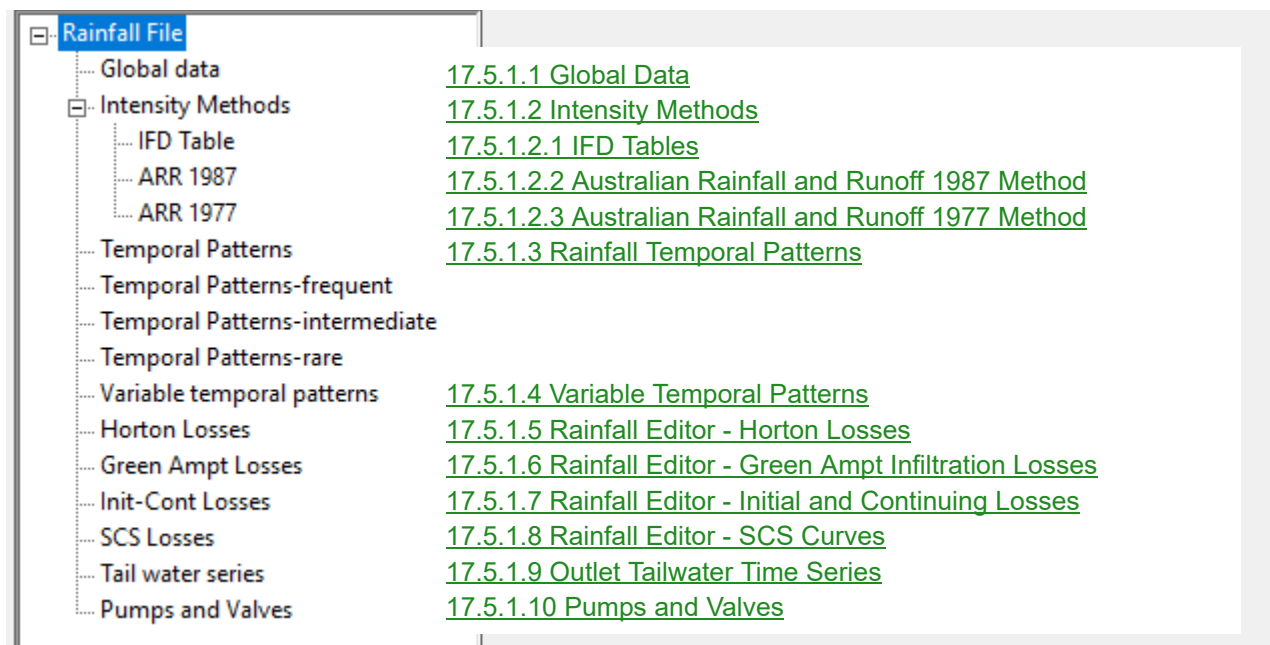 Rainfall File
Global data 17.5.1.1 Global Data
Intensity Methods 17.5.1.2 Intensity Methods
IFD Table 17.5.1.2.1 IFD Tables
ARR 1987 17.5.1.2.2 Australian Rainfall and Runoff 1987 Method
ARR 1977 17.5.1.2.3 Australian Rainfall and Runoff 1977 Method
Temporal Patterns 17.5.1.3 Rainfall Temporal Patterns
Temporal Patterns-frequent
Temporal Patterns-intermediate
Temporal Patterns-rare
Variable temporal patterns 17.5.1.4 Variable Temporal Patterns
Horton Losses 17.5.1.5 Rainfall Editor - Horton Losses
Green Ampt Losses 17.5.1.6 Rainfall Editor - Green Ampt Infiltration Losses
Init-Cont Losses 17.5.1.7 Rainfall Editor - Initial and Continuing Losses
SCS Losses 17.5.1.8 Rainfall Editor - SCS Curves
Tail water series 17.5.1.9 Outlet Tailwater Time Series
Pumps and Valves 17.5.1.10 Pumps and Valves